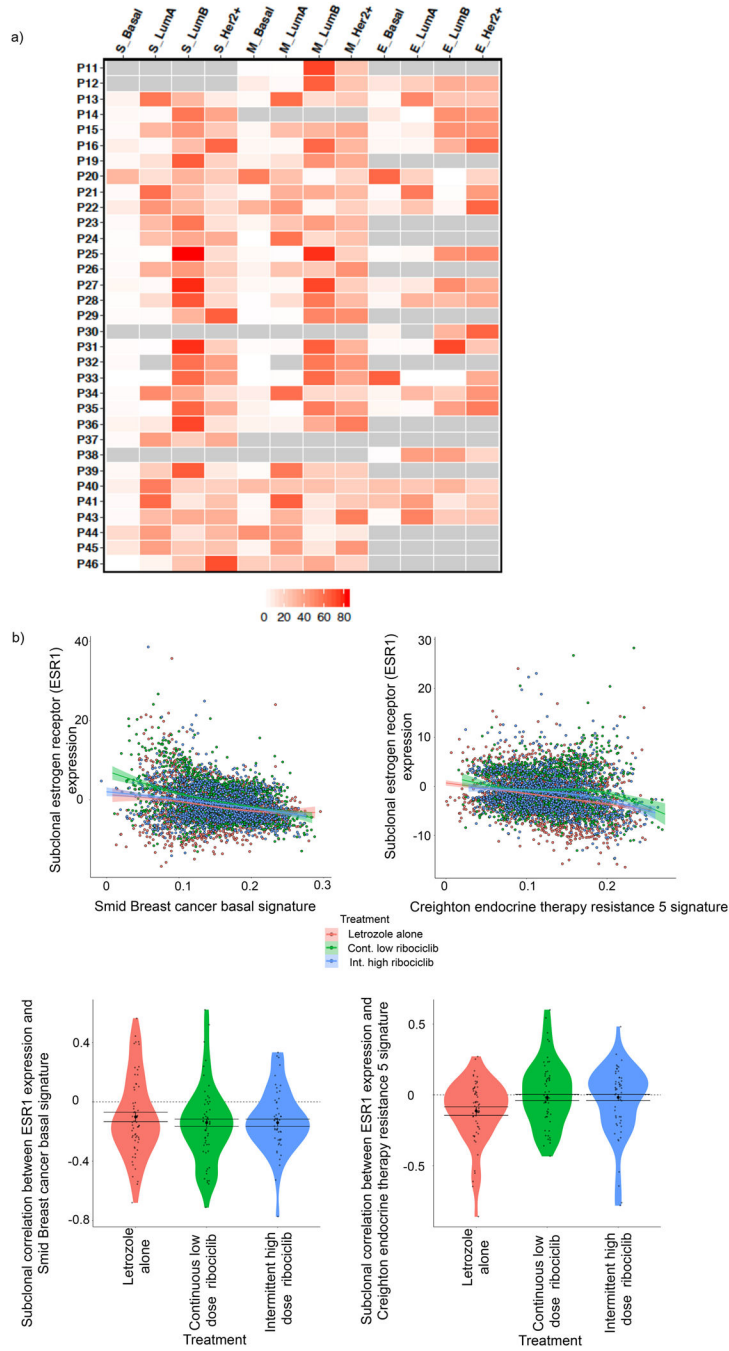 a)
S_Basal
S_LumA
S_LumB
S_Her2+
M_Basal
M_LumA
M_LumB
M_Her2+
E_Basal
E_LumA
E_LumB
E_Her2+
P11
P12
P13
P14
P15
P16
P19
P20
P21
P22
P23
P24
P25
P26
P27
P28
P29
P30
P31
P32
P33
P34
P35
P36
P37
P38
P39
P40
P41
P43
P44
P45
P46
0 20 40 60 80
b)
Subclonal estrogen receptor (ESR1)
expression
40
20
0
0 0.1 0.2 0.3
Smid Breast cancer basal signature
Subclonal estrogen receptor (ESR1)
expression
30
20
10
0
-10
0 0.1 0.2
Creighton endocrine therapy resistance 5 signature
Treatment
Letrozole alone
Cont. low ribociclib
Int. high ribociclib
Subclonal correlation between ESR1 expression and
Smid Breast cancer basal signature
0.4
0
-0.4
-0.8
Letrozole
alone
Continuous low
dose ribociclib
Intermittent high
dose ribociclib
Treatment
Subclonal correlation between ESR1 expression and
Creighton endocrine therapy resistance 5 signature
0.5
0
-0.5
Letrozole
alone
Continuous low
dose ribociclib
Intermittent high
dose ribociclib
Treatment